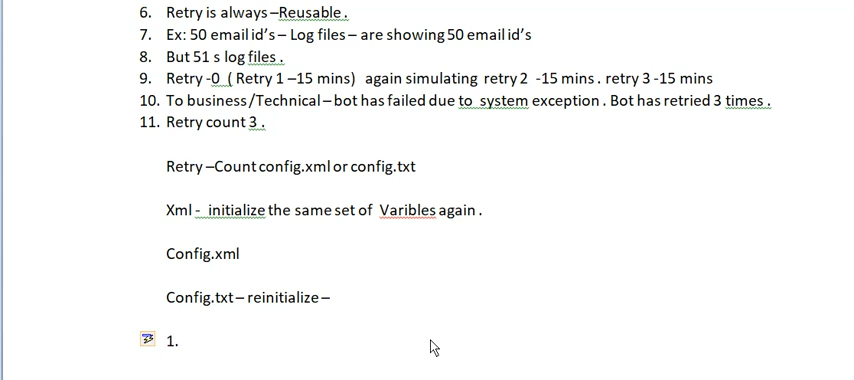 6. Retry is always –Reusable .
7. Ex: 50 email id’s – Log files – are showing 50 email id’s
8. But 51 s log files .
9. Retry -0 ( Retry 1 –15 mins) again simulating retry 2 -15 mins . retry 3 -15 mins
10. To business /Technical – bot has failed due to system exception . Bot has retried 3 times .
11. Retry count 3 .
Retry –Count config.xml or config.txt
Xml - initialize the same set of Varibles again .
Config.xml
Config.txt – reinitialize –
1.